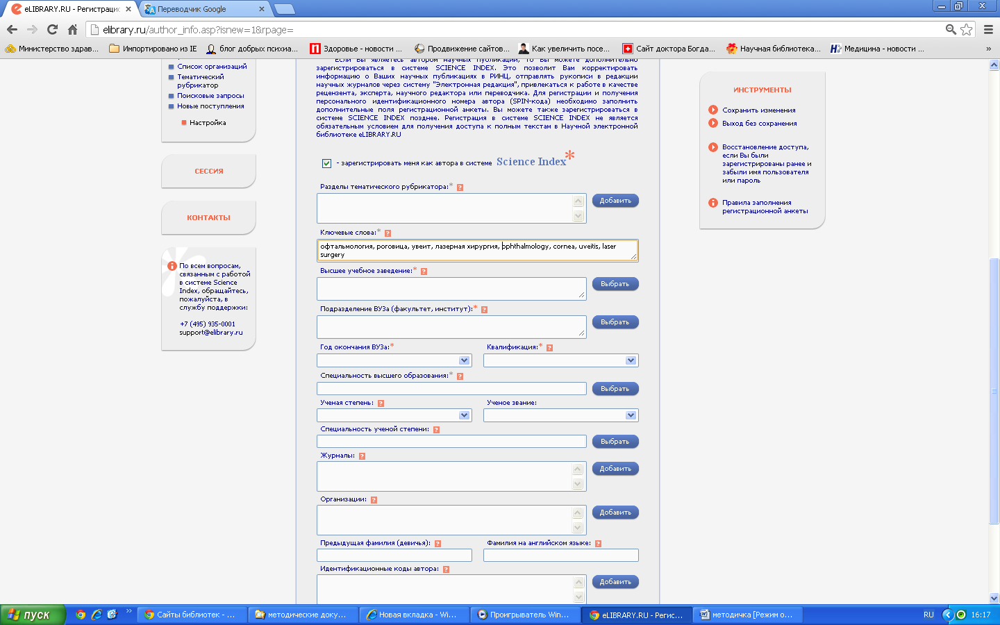 eLIBRARY.RU - Регистраци
Переводчик Google
elibrary.ru/author_info.asp?isnew=1&rpage=
Министерство здрав...
Импортировано из IE
блог добрых психиа...
Здоровье - новости ...
Продвижение сайтов...
Как увеличить посе...
Сайт доктора Богда...
Научная библиотека...
Медицина - новости ...
»
Список организаций
Тематический
рубрикатор
Поисковые запросы
Новые поступления
Настройка
СЕССИЯ
КОНТАКТЫ
По всем вопросам,
связанным с работой
в системе Science
Index, обращайтесь,
пожалуйста, в
службу поддержки:
+7 (495) 935-0001
support@elibrary.ru
Если Вы являетесь автором научных публикаций, то Вы можете дополнительно
зарегистрироваться в системе SCIENCE INDEX. Это позволит Вам корректировать
информацию о Ваших научных публикациях в РИНЦ, отправлять рукописи в редакции
научных журналов через систему "Электронная редакция", привлекаться к работе в качестве
рецензента, эксперта, научного редактора или переводчика. Для регистрации и получения
персонального идентификационного номера автора (SPIN-кода) необходимо заполнить
дополнительные поля регистрационной анкеты. Вы можете также зарегистрироваться в
системе SCIENCE INDEX позднее. Регистрация в системе SCIENCE INDEX не является
обязательным условием для получения доступа к полным текстам в Научной электронной
библиотеке eLIBRARY.RU
- зарегистрировать меня как автора в системе Science Index*
Разделы тематического рубрикатора:* ?
Добавить
Ключевые слова:* ?
офтальмология, роговица, увеит, лазерная хирургия, ophthalmology, cornea, uveitis, laser
surgery
Высшее учебное заведение:* ?
Выбрать
Подразделение ВУЗа (факультет, институт):* ?
Выбрать
Год окончания ВУЗа:* Квалификация:* ?
Специальность высшего образования:* ?
Выбрать
Ученая степень: ? Ученое звание:
Специальность ученой степени: ?
Выбрать
Журналы: ?
Добавить
Организации: ?
Добавить
Предыдущая фамилия (девичья): ? Фамилия на английском языке: ?
Идентификационные коды автора: ?
Добавить
ИНСТРУМЕНТЫ
Сохранить изменения
Выход без сохранения
Восстановление доступа,
если Вы были
зарегистрированы ранее и
забыли имя пользователя
или пароль
Правила заполнения
регистрационной анкеты
пуск
»
Сайты библиотек - ...
методические доку...
Новая вкладка - Wi...
Проигрыватель Win...
eLIBRARY.RU - Регис...
методичка [Режим о...
RU
16:17